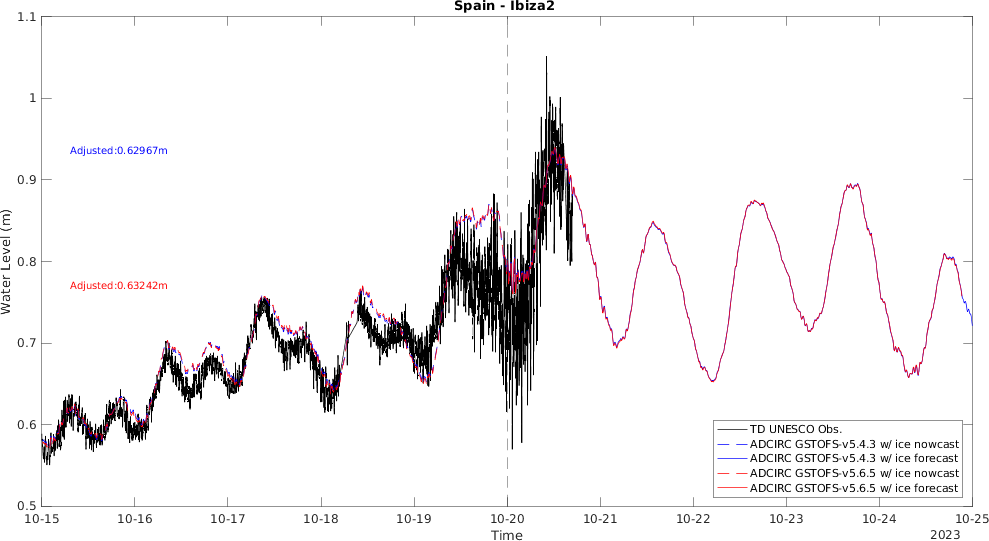 Spain - Ibiza2
1.1
1
0.9
0.8
0.7
0.6
0.5
Water Level (m)
Adjusted:0.62967m
Adjusted:0.63242m
TD UNESCO Obs.
ADCIRC GSTOFS-v5.4.3 w/ ice nowcast
ADCIRC GSTOFS-v5.4.3 w/ ice forecast
ADCIRC GSTOFS-v5.6.5 w/ ice nowcast
ADCIRC GSTOFS-v5.6.5 w/ ice forecast
10-15 10-16 10-17 10-18 10-19 10-20 10-21 10-22 10-23 10-24 10-25
Time
2023